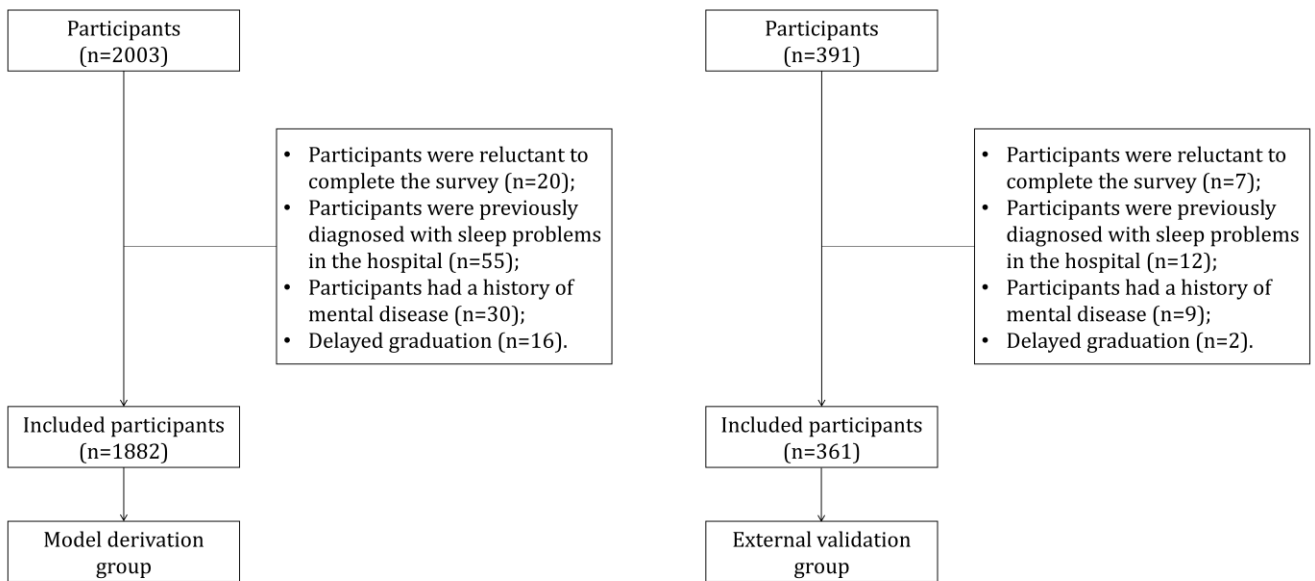 Participants
(n=2003)
• Participants were reluctant to
complete the survey (n=20);
• Participants were previously
diagnosed with sleep problems
in the hospital (n=55);
• Participants had a history of
mental disease (n=30);
• Delayed graduation (n=16).
Included participants
(n=1882)
Model derivation
group
Participants
(n=391)
• Participants were reluctant to
complete the survey (n=7);
• Participants were previously
diagnosed with sleep problems
in the hospital (n=12);
• Participants had a history of
mental disease (n=9);
• Delayed graduation (n=2).
Included participants
(n=361)
External validation
group